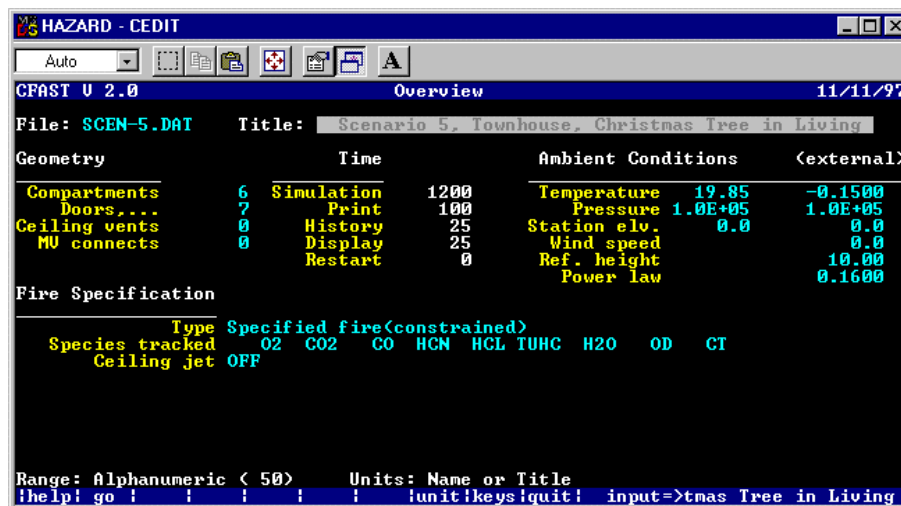 HAZARD - CEDIT
Auto A
CFAST V 2.0 Overview 11/11/97
File: SCEN-5.DAT Title: Scenario 5, Townhouse, Christmas Tree in Living
Geometry Time Ambient Conditions (external)
Compartments 6 Simulation 1200 Temperature 19.85 -0.1500
Doors,... 7 Print 100 Pressure 1.0E+05 1.0E+05
Ceiling vents 0 History 25 Station elv. 0.0 0.0
MV connects 0 Display 25 Wind speed 0.0
Restart 0 Ref. height 10.00
Power law 0.1600
Fire Specification
Type Specified fire(constrained)
Species tracked O2 CO2 CO HCN HCL TUHC H2O OD CT
Ceiling jet OFF
Range: Alphanumeric ( 50) Units: Name or Title
|help| go | | | | | |unit|keys|quit| input=>tmas Tree in Living